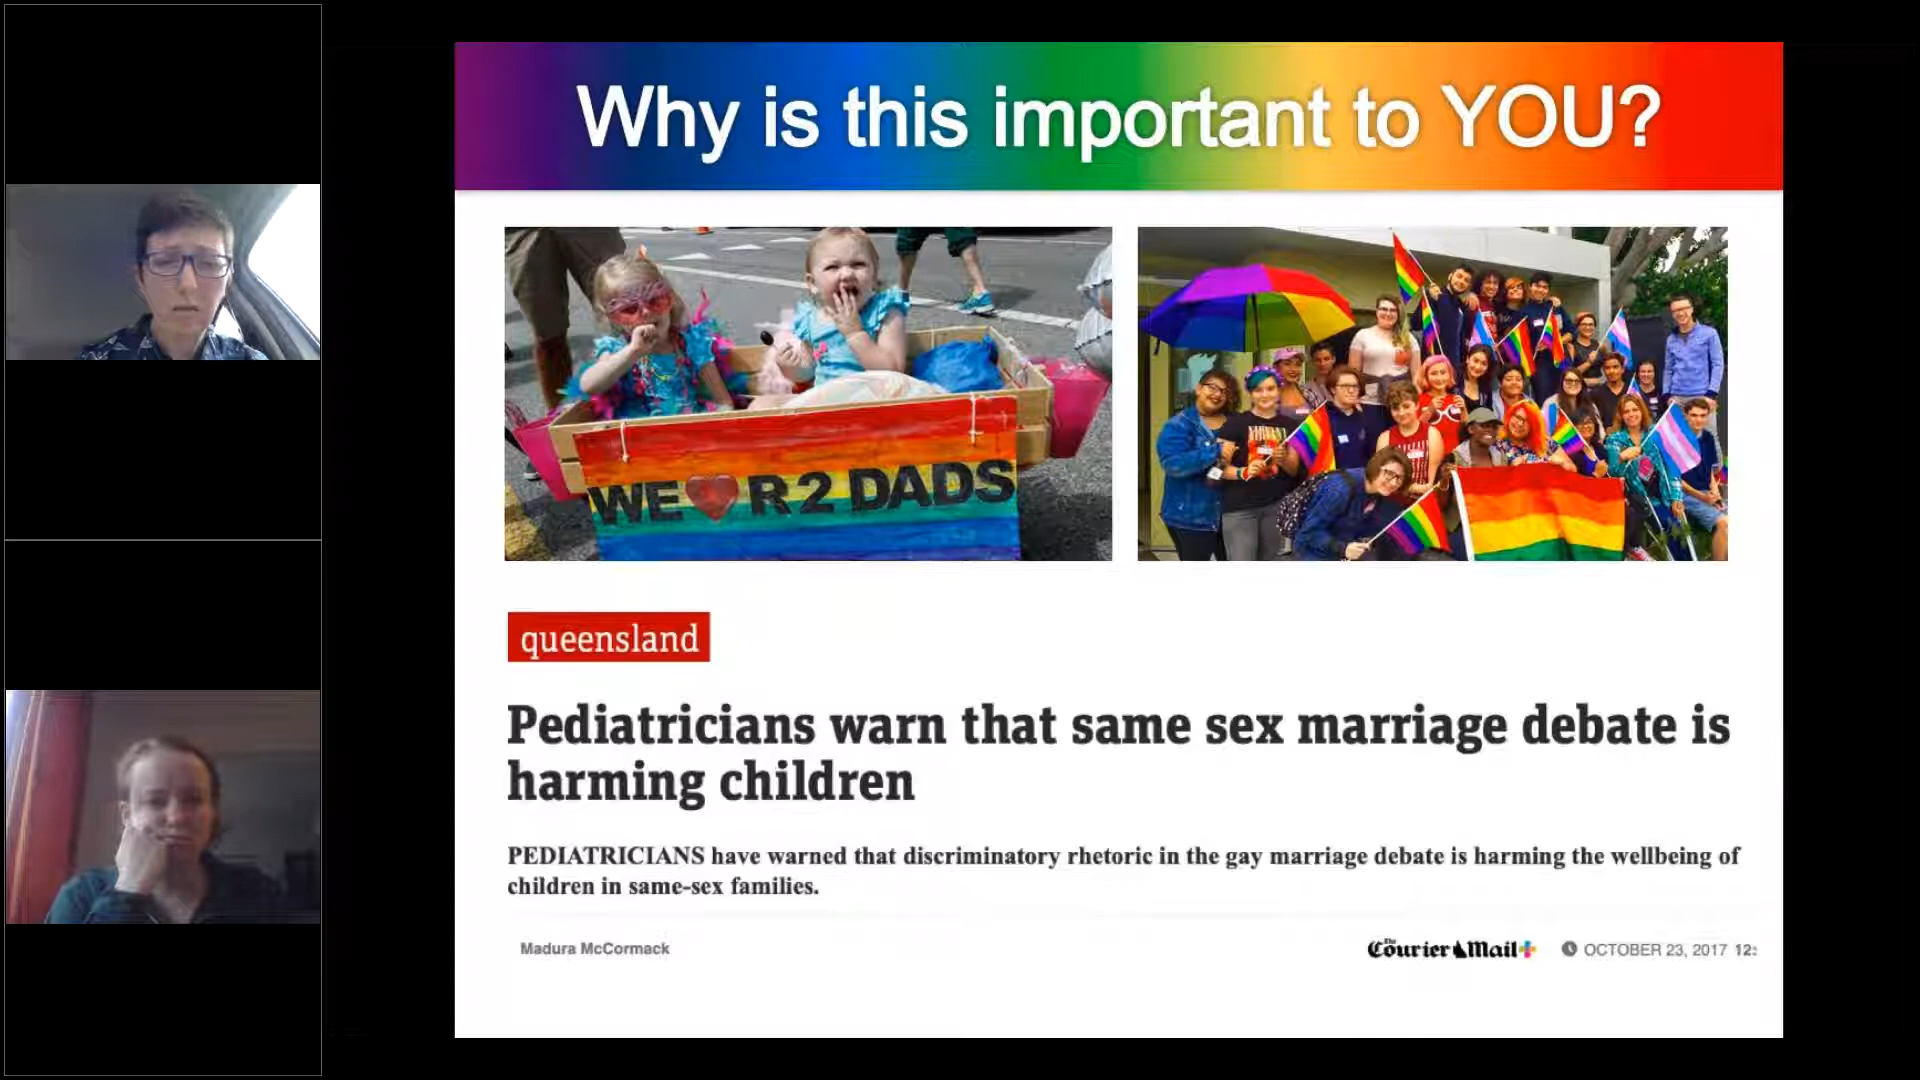 Why is this important to YOU?
WE R 2 DADS
queensland
Pediatricians warn that same sex marriage debate is
harming children
PEDIATRICIANS have warned that discriminatory rhetoric in the gay marriage debate is harming the wellbeing of
children in same-sex families.
Madura McCormack
The Courier Mail+
OCTOBER 23, 2017 12: